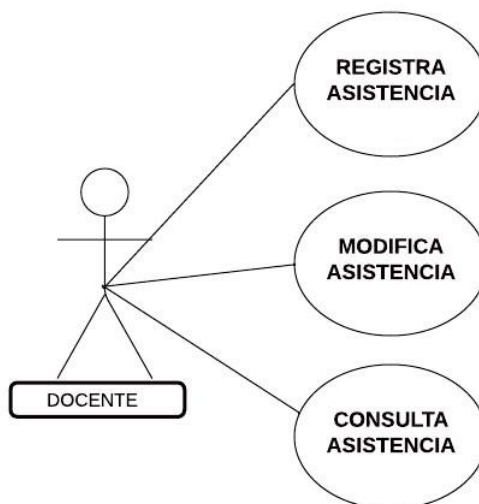 REGISTRA
ASISTENCIA
MODIFICA
ASISTENCIA
DOCENTE
CONSULTA
ASISTENCIA